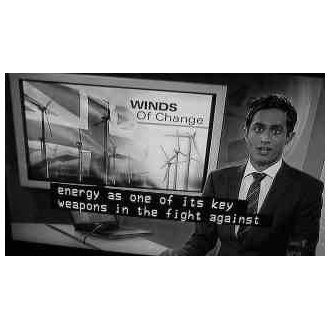 WINDS
Of Change
energy as one of its key
weapons in the fight against